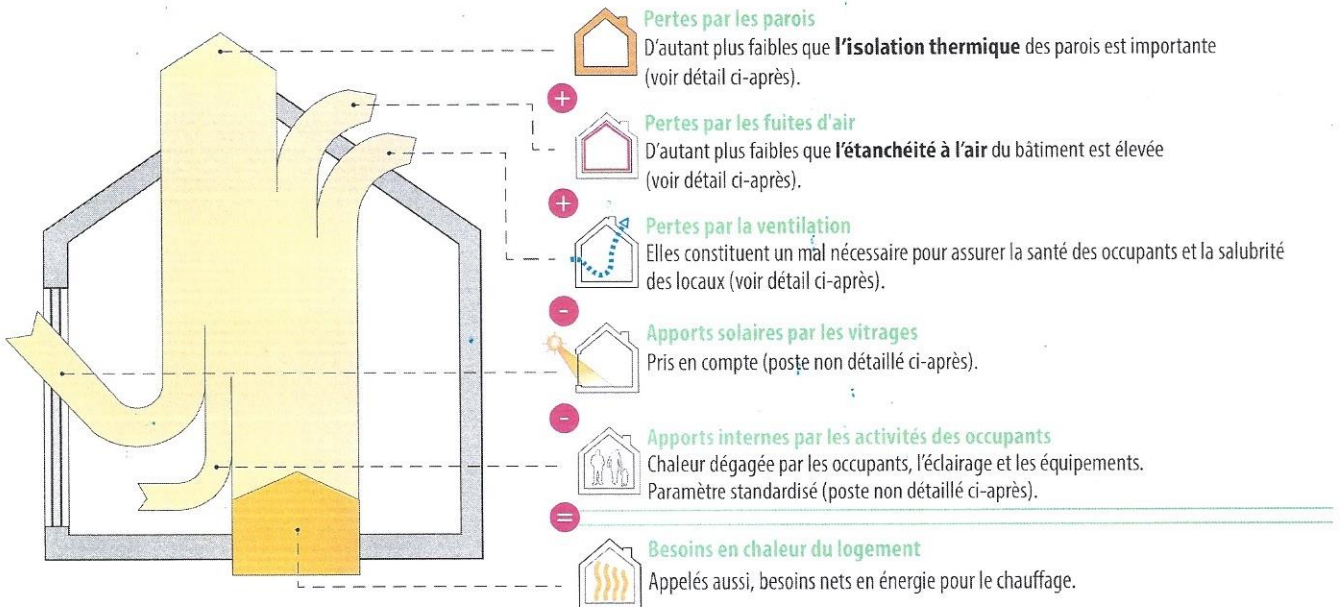 Pertes par les parois
D'autant plus faibles que l'isolation thermique des parois est importante
(voir détail ci-après).
+
Pertes par les fuites d'air
D'autant plus faibles que l'étanchéité à l'air du bâtiment est élevée
(voir détail ci-après).
+
Pertes par la ventilation
Elles constituent un mal nécessaire pour assurer la santé des occupants et la salubrité
des locaux (voir détail ci-après).
-
Apports solaires par les vitrages
Pris en compte (poste non détaillé ci-après).
-
Apports internes par les activités des occupants
Chaleur dégagée par les occupants, l'éclairage et les équipements.
Paramètre standardisé (poste non détaillé ci-après).
=
Besoins en chaleur du logement
Appelés aussi, besoins nets en énergie pour le chauffage.